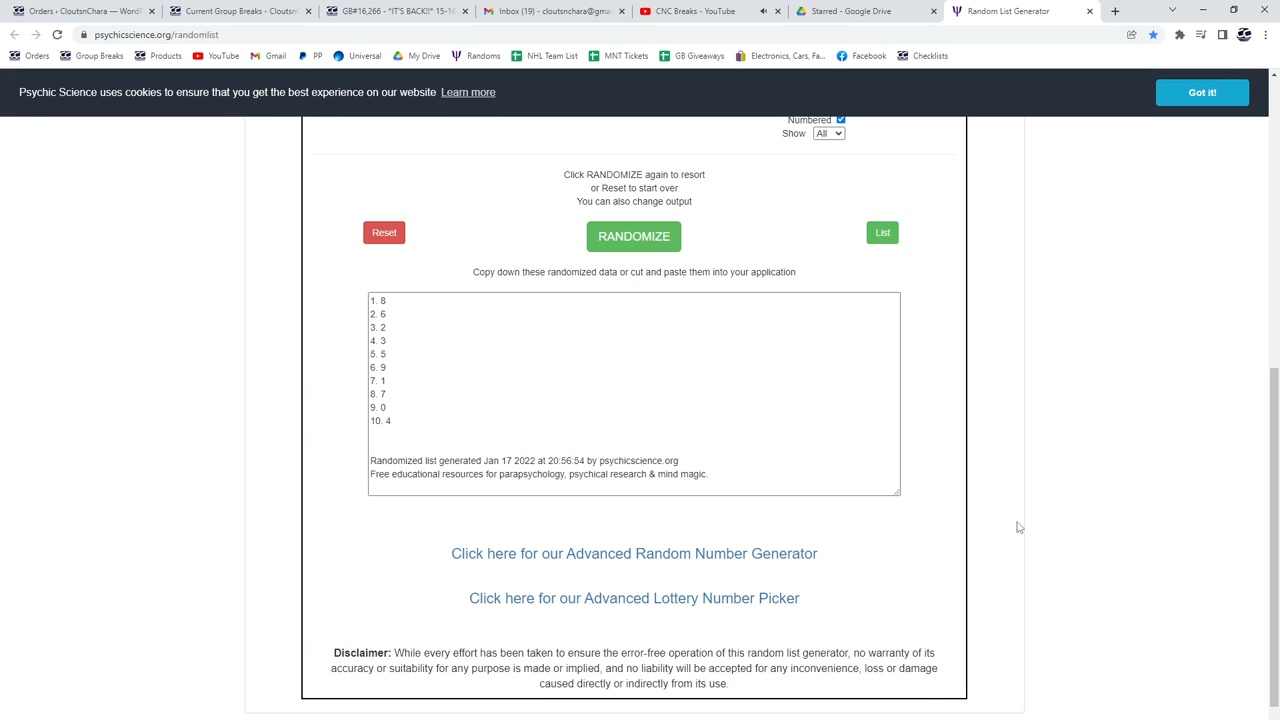 Orders ‹ CloutsnChara — WordP
Current Group Breaks ‹ Cloutsn
GB#16,266 - *IT'S BACK!!* 15-16
Inbox (19) - cloutsnchara@gma
CNC Breaks - YouTube
Starred - Google Drive
Random List Generator
psychicscience.org/randomlist
Orders Group Breaks Products YouTube Gmail PP Universal My Drive Randoms NHL Team List MNT Tickets GB Giveaways Electronics, Cars, Fa... Facebook Checklists
Psychic Science uses cookies to ensure that you get the best experience on our website Learn more
Got it!
Numbered
Show All
Click RANDOMIZE again to resort
or Reset to start over
You can also change output
Reset RANDOMIZE List
Copy down these randomized data or cut and paste them into your application
1. 8
2. 6
3. 2
4. 3
5. 5
6. 9
7. 1
8. 7
9. 0
10. 4
Randomized list generated Jan 17 2022 at 20:56:54 by psychicscience.org
Free educational resources for parapsychology, psychical research & mind magic.
Click here for our Advanced Random Number Generator
Click here for our Advanced Lottery Number Picker
Disclaimer: While every effort has been taken to ensure the error-free operation of this random list generator, no warranty of its
accuracy or suitability for any purpose is made or implied, and no liability will be accepted for any inconvenience, loss or damage
caused directly or indirectly from its use.